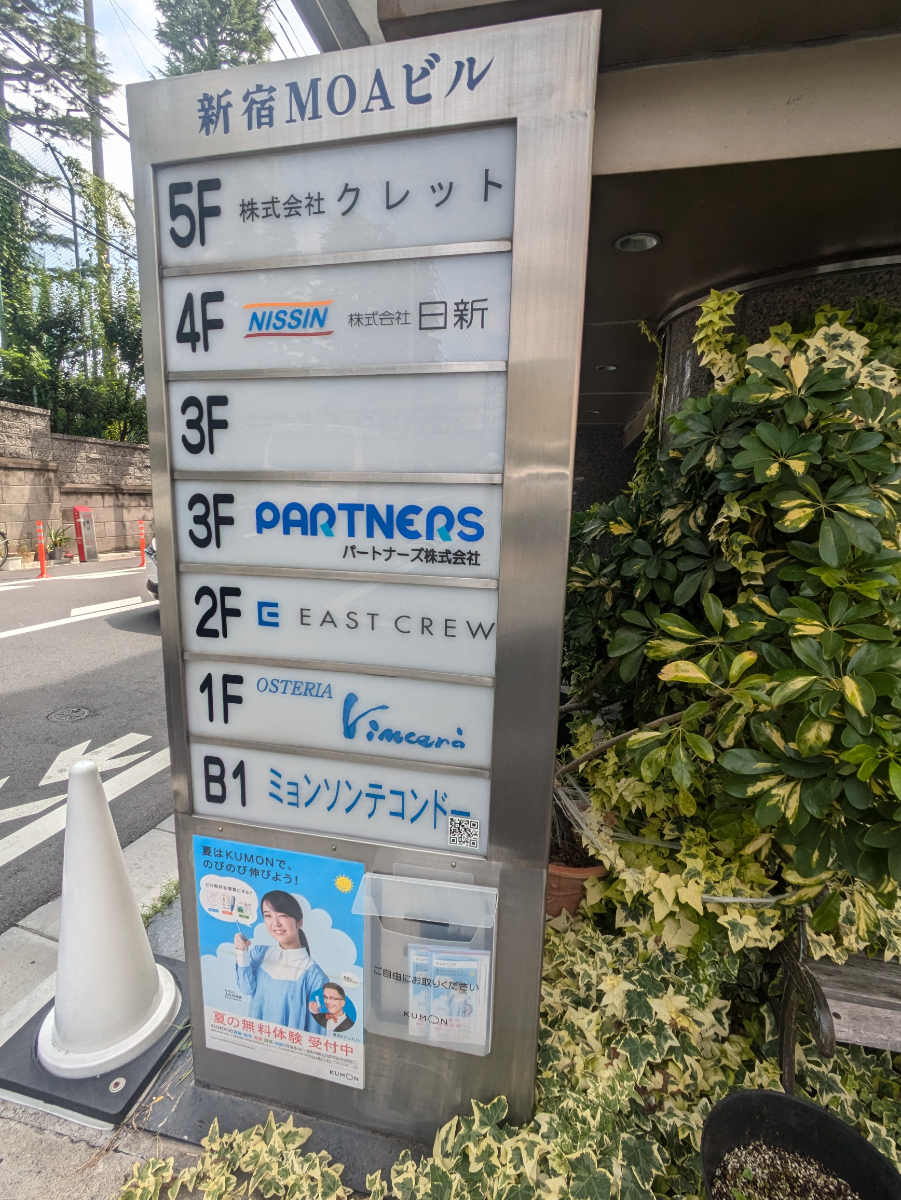 新宿MOAビル
5F 株式会社 クレット
4F NISSIN 株式会社 日新
3F
3F PARTNERS
パートナーズ株式会社
2F E EAST CREW
1F OSTERIA
Vincarà
B1 ミョンソンテコンドー
夏はKUMONで、
のびのび伸びよう!
ご自由にお取りください
KUMON
夏の無料体験 受付中
KUMON